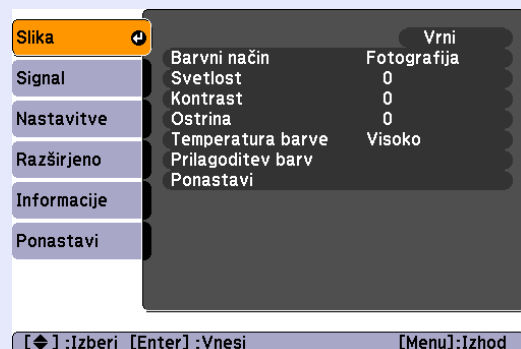 Slika
Signal
Nastavitve
Razširjeno
Informacije
Ponastavi
Vrni
Barvni način Fotografija
Svetlost 0
Kontrast 0
Ostrina 0
Temperatura barve Visoko
Prilagoditev barv
Ponastavi
[◆] :Izberi [Enter] :Vnesi [Menu]:Izhod